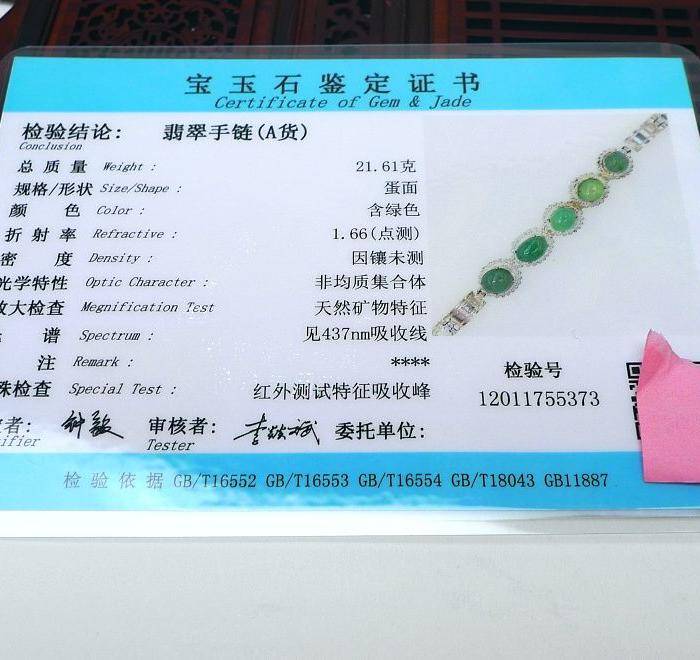 宝玉石鉴定证书
Certificate of Gem & Jade
检验结论: 翡翠手链(A货)
Conclusion
总质量 Weight : 21.61克
规格/形状 Size/Shape : 蛋面
颜色 Color : 含绿色
折射率 Refractive : 1.66(点测)
密度 Density : 因镶未测
光学特性 Optic Character : 非均质集合体
放大检查 Megnification Test 天然矿物特征
谱 Spectrum : 见437nm吸收线
注 Remark : ****
检验号
殊检查 Special Test : 红外测试特征吸收峰
12011755373
者: 审核者: 委托单位:
ifier Tester
检验依据 GB/T16552 GB/T16553 GB/T16554 GB/T18043 GB11887